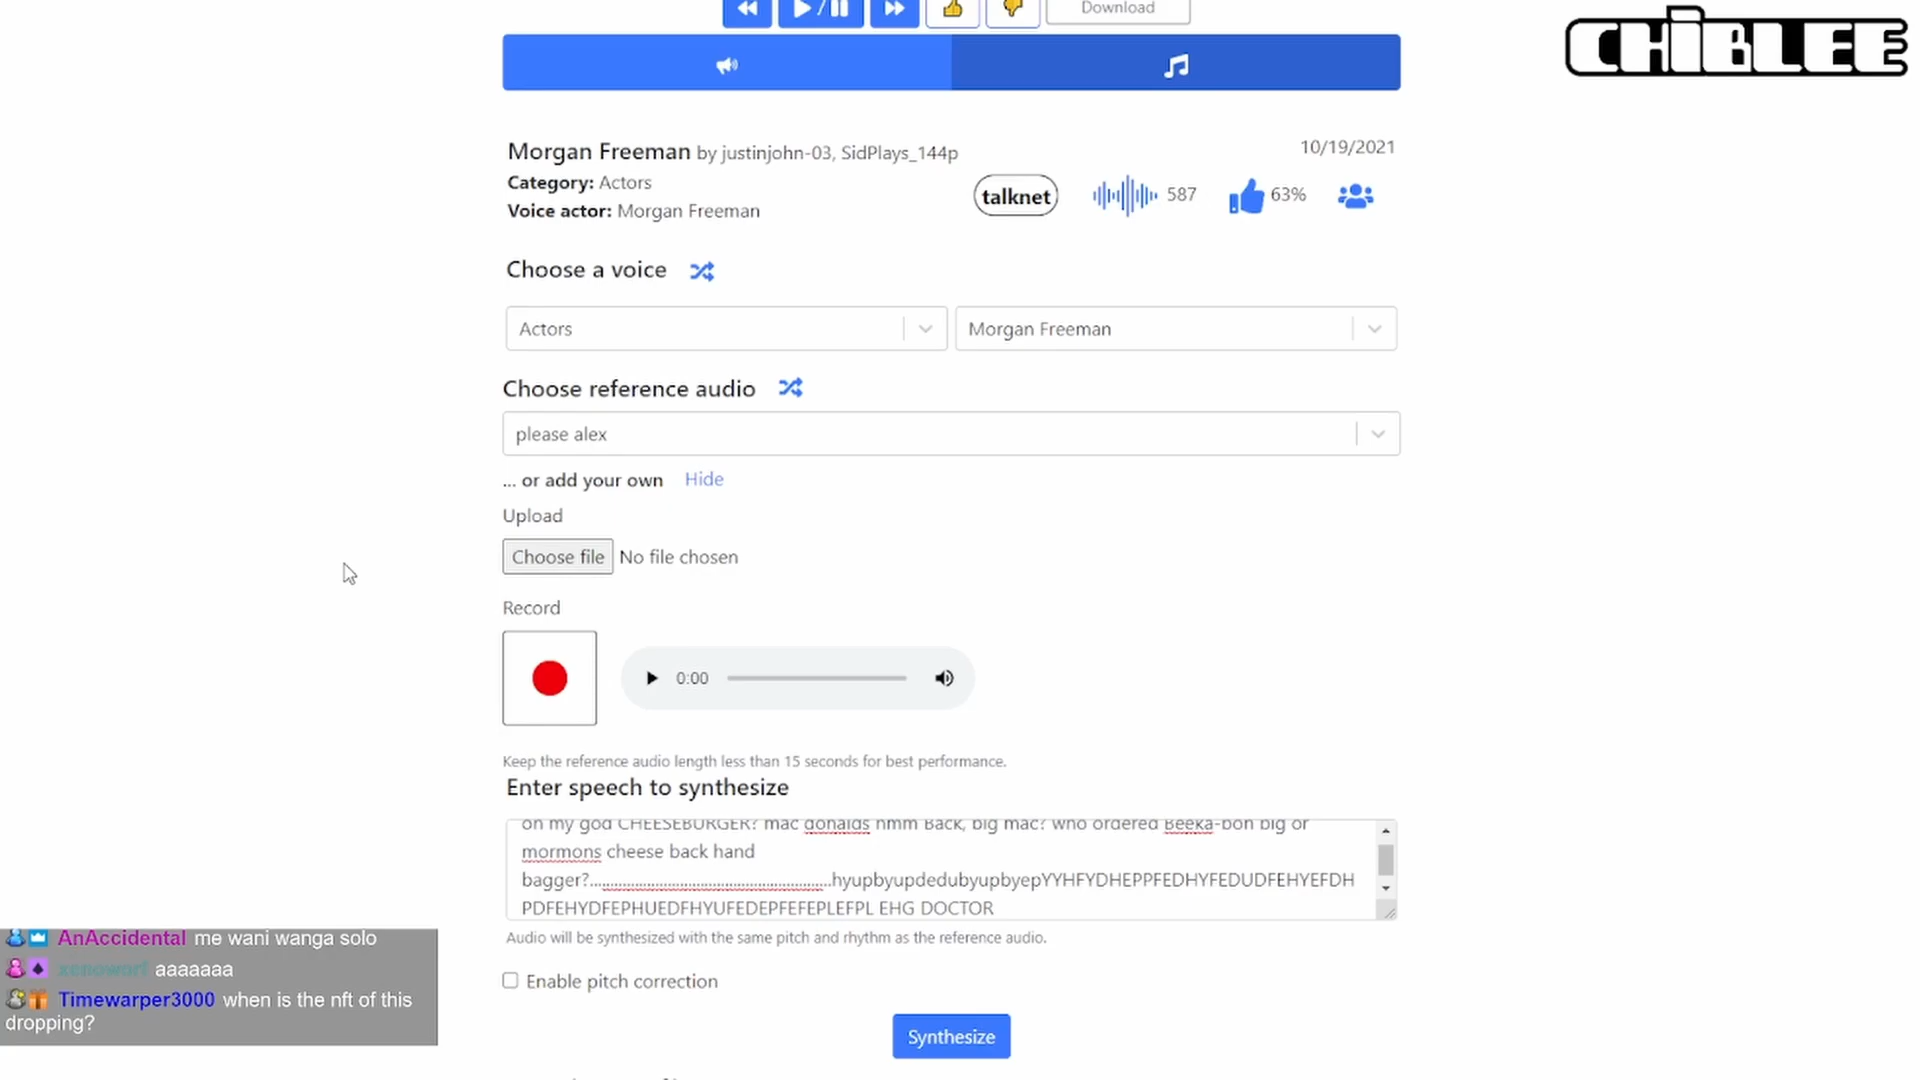 Download
CHiBLEE
Morgan Freeman by justinjohn-03, SidPlays_144p
10/19/2021
Category: Actors
talknet
587
63%
Voice actor: Morgan Freeman
Choose a voice
Actors
Morgan Freeman
Choose reference audio
please alex
... or add your own Hide
Upload
Choose file No file chosen
Record
0:00
Keep the reference audio length less than 15 seconds for best performance.
Enter speech to synthesize
oh my god CHEESEBURGER? mac donalds hmm Back, big mac? who ordered Beeka-boh big or
mormons cheese back hand
bagger?............................................................hyupbyupdedubyupbyepYYHFYDHEPPFEDHYFEDUDFEHYEFDH
PDFEHYDFEPHUEDFHYUFEDEPFEFEPLEFPL EHG DOCTOR
Audio will be synthesized with the same pitch and rhythm as the reference audio.
Enable pitch correction
Synthesize
AnAccidental me wani wanga solo
aaaaaaa
Timewarper3000 when is the nft of this
dropping?